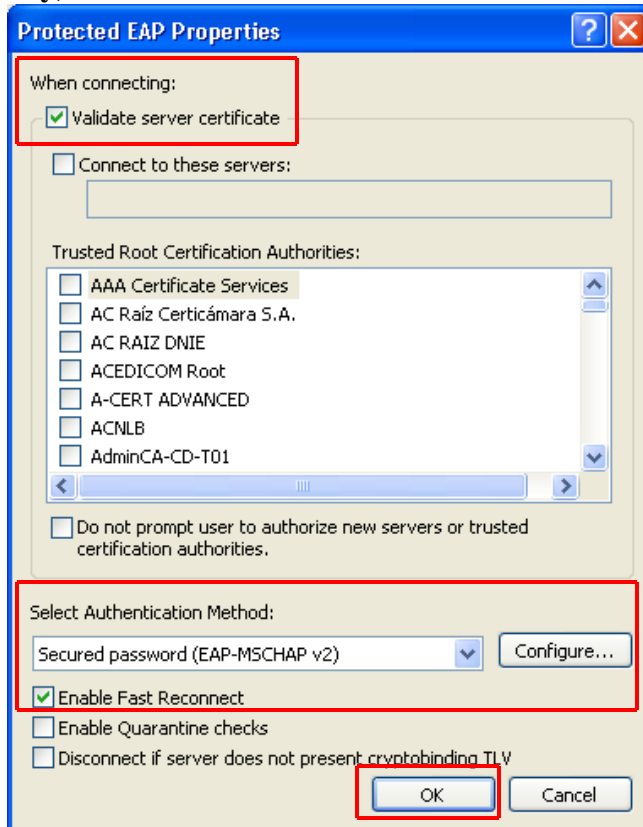 Protected EAP Properties
When connecting:
Validate server certificate
Connect to these servers:
Trusted Root Certification Authorities:
AAA Certificate Services
AC Raíz Certicámara S.A.
AC RAIZ DNIE
ACEDICOM Root
A-CERT ADVANCED
ACNLB
AdminCA-CD-T01
Do not prompt user to authorize new servers or trusted
certification authorities.
Select Authentication Method:
Secured password (EAP-MSCHAP v2)
Configure...
Enable Fast Reconnect
Enable Quarantine checks
Disconnect if server does not present cryptobinding TLV
OK
Cancel